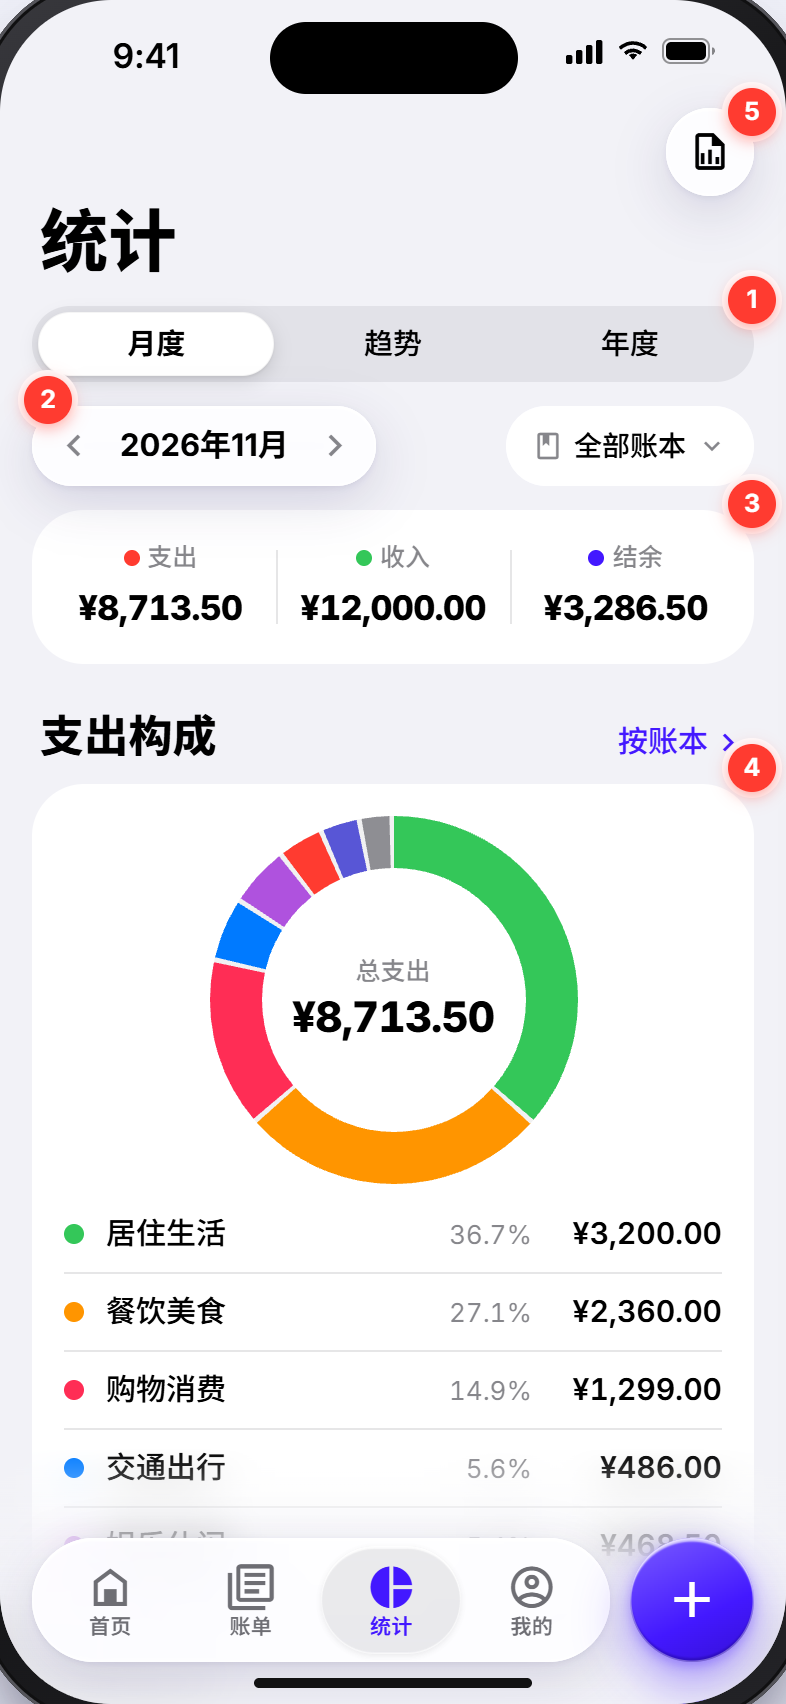 9:41
5
统计
1
月度 趋势 年度
2
2026年11月 全部账本
3
支出 收入 结余
¥8,713.50 ¥12,000.00 ¥3,286.50
支出构成 按账本
4
总支出
¥8,713.50
居住生活 36.7% ¥3,200.00
餐饮美食 27.1% ¥2,360.00
购物消费 14.9% ¥1,299.00
交通出行 5.6% ¥486.00
¥468.50
首页 账单 统计 我的